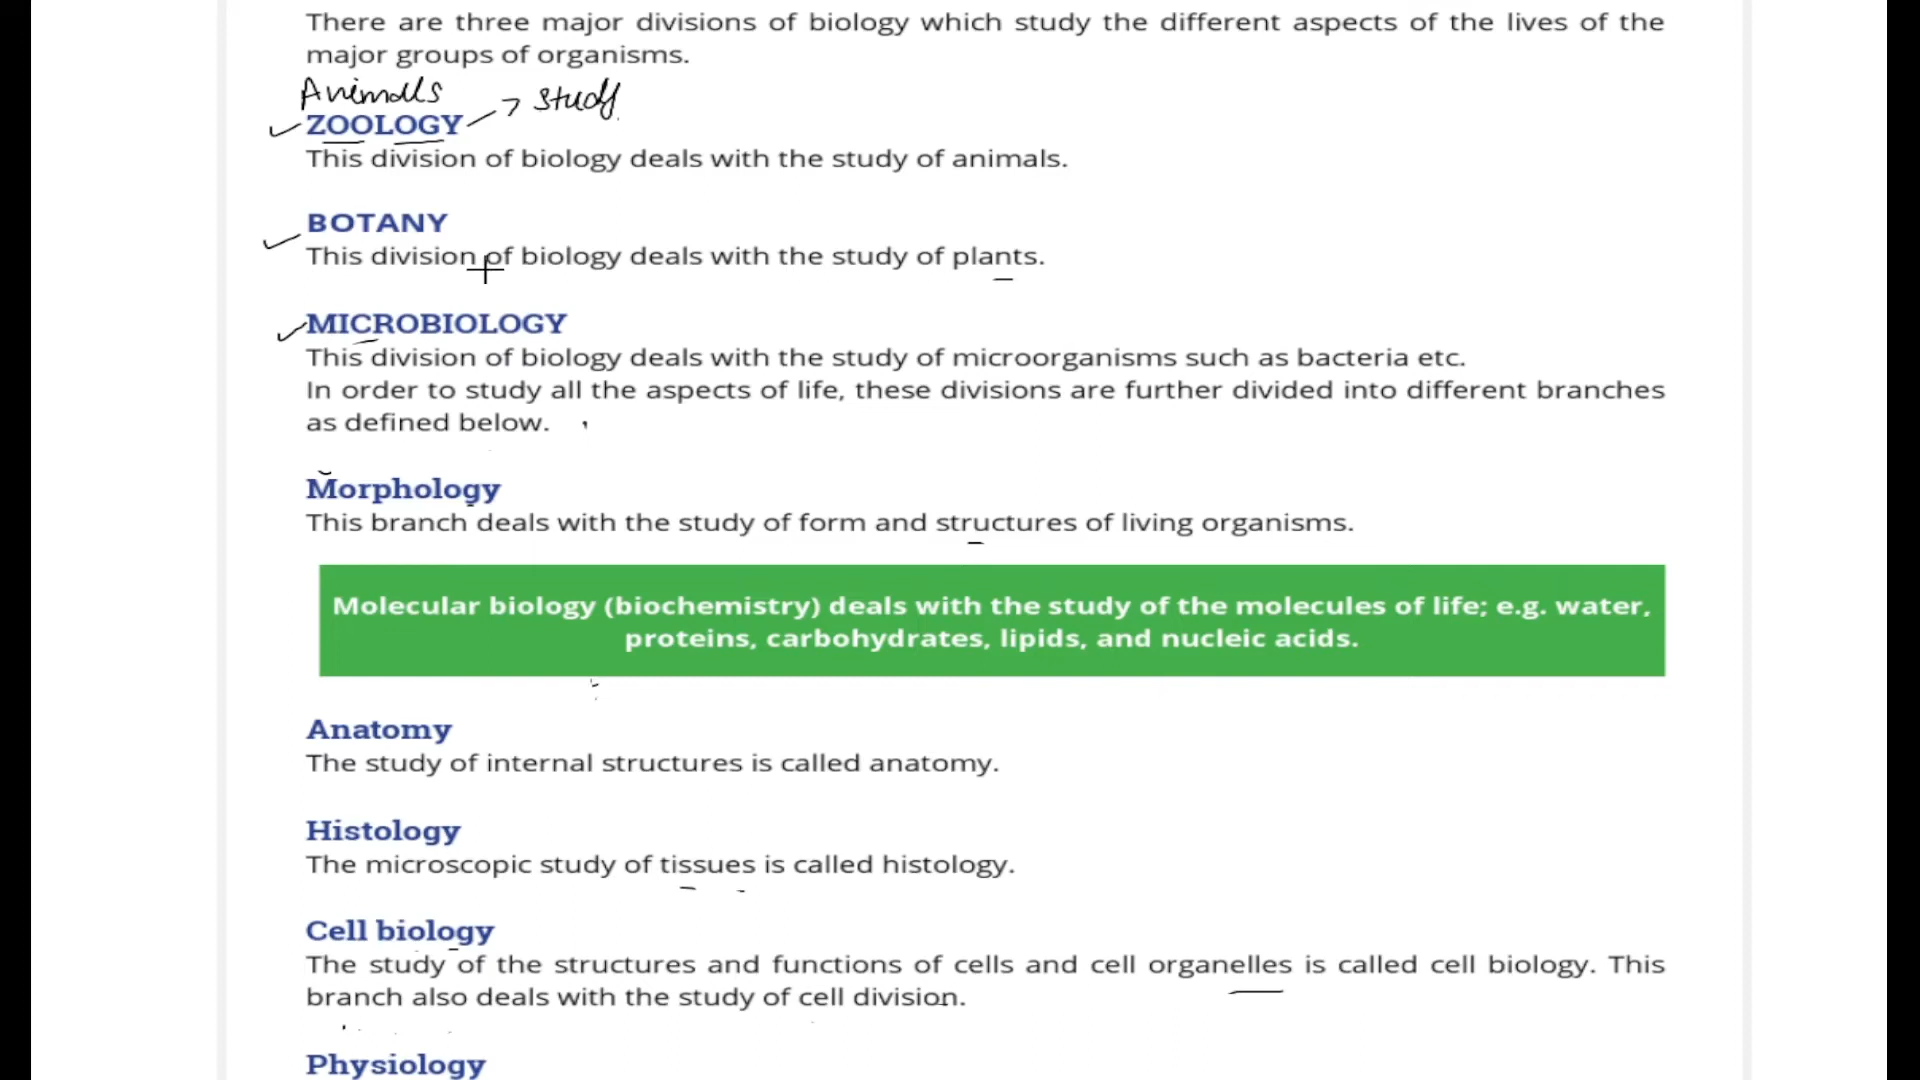 There are three major divisions of biology which study the different aspects of the lives of the
major groups of organisms.
Animals
study
ZOOLOGY
This division of biology deals with the study of animals.
BOTANY
This division of biology deals with the study of plants.
MICROBIOLOGY
This division of biology deals with the study of microorganisms such as bacteria etc.
In order to study all the aspects of life, these divisions are further divided into different branches
as defined below.
Morphology
This branch deals with the study of form and structures of living organisms.
Molecular biology (biochemistry) deals with the study of the molecules of life; e.g. water,
proteins, carbohydrates, lipids, and nucleic acids.
Anatomy
The study of internal structures is called anatomy.
Histology
The microscopic study of tissues is called histology.
Cell biology
The study of the structures and functions of cells and cell organelles is called cell biology. This
branch also deals with the study of cell division.
Physiology